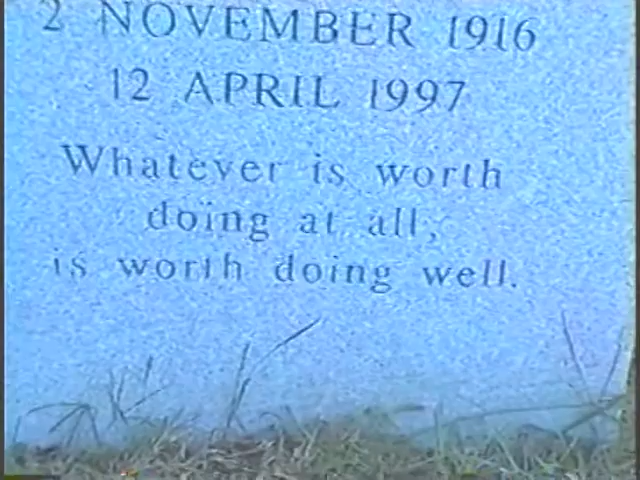 2 NOVEMBER 1916
12 APRIL 1997
Whatever is worth
doing at all,
is worth doing well.